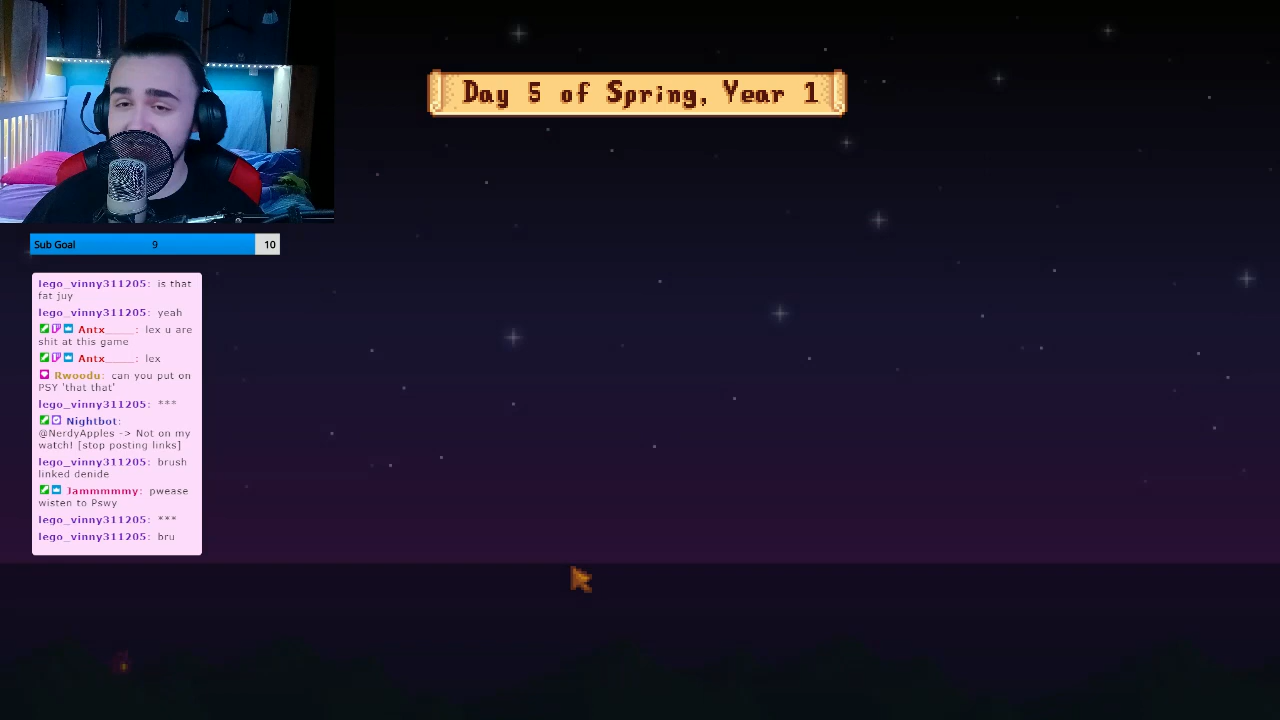 Day 5 of Spring, Year 1
Sub Goal 9 10
lego_vinny311205: is that
fat juy
lego_vinny311205: yeah
Antx____: lex u are
shit at this game
Antx____: lex
Rwoodu: can you put on
PSY 'that that'
lego_vinny311205: ***
Nightbot:
@NerdyApples -> Not on my
watch! [stop posting links]
lego_vinny311205: brush
linked denide
Jammmmmy: pwease
wisten to Pswy
lego_vinny311205: ***
lego_vinny311205: bru